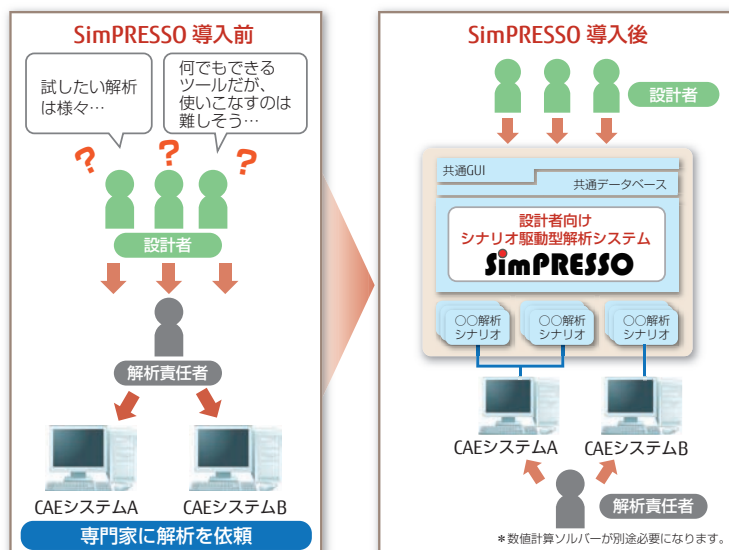 SimPRESSO 導入前
試したい解析
は様々…
何でもできる
ツールだが、
使いこなすのは
難しそう…
?
?
?
設計者
解析責任者
CAEシステムA
CAEシステムB
専門家に解析を依頼
SimPRESSO 導入後
設計者
共通GUI
共通データベース
設計者向け
シナリオ駆動型解析システム
SimPRESSO
〇〇解析
シナリオ
〇〇解析
シナリオ
〇〇解析
シナリオ
CAEシステムA
CAEシステムB
解析責任者
*数値計算ソルバーが別途必要になります。